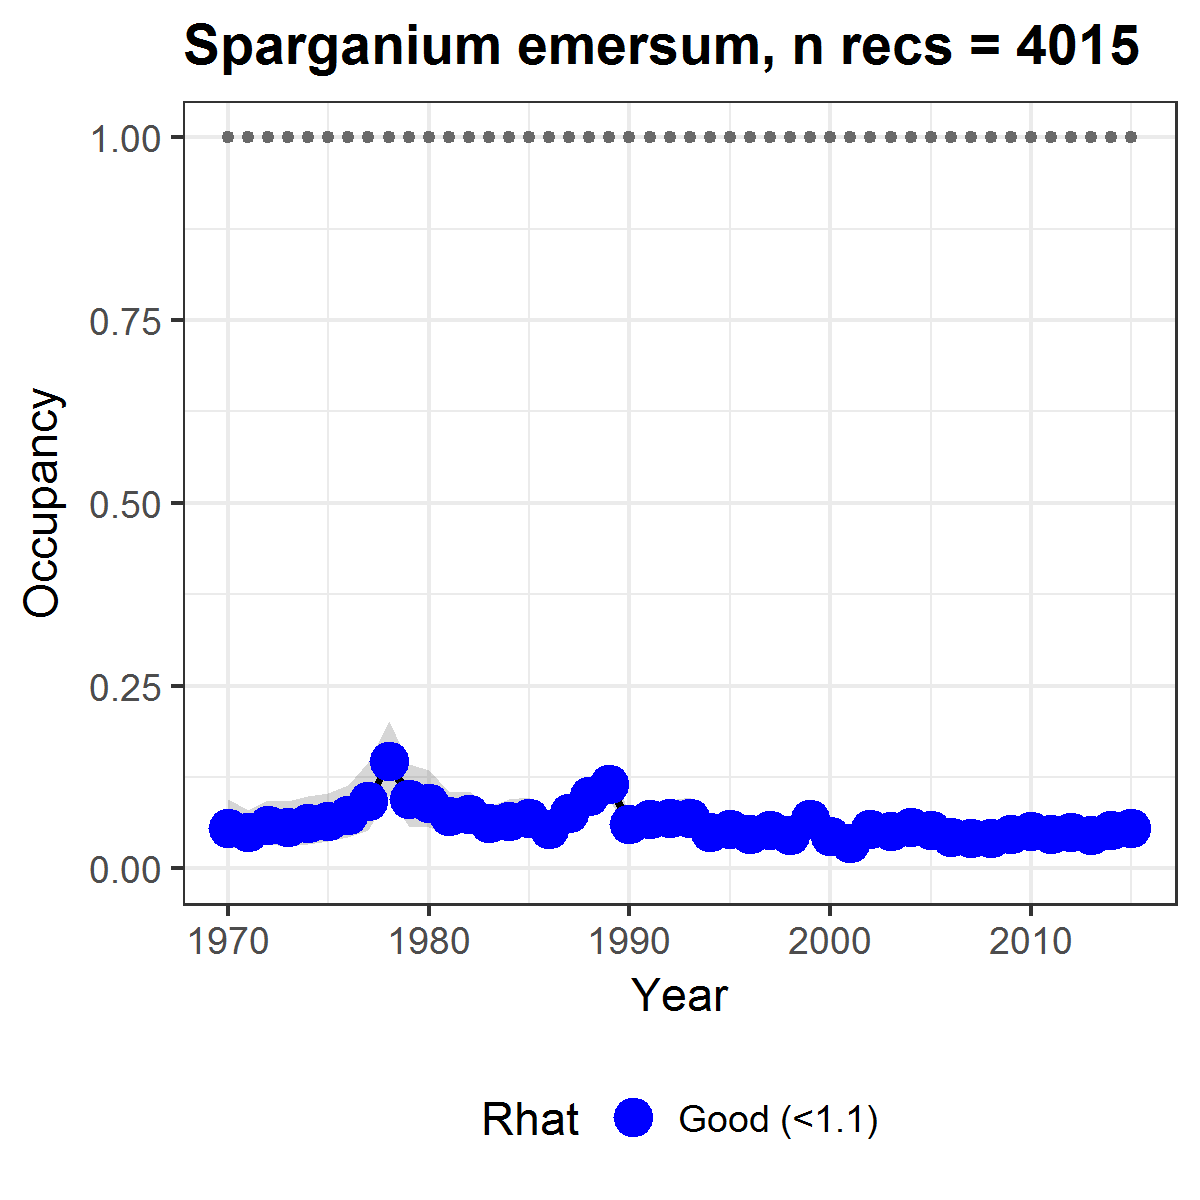 Sparganium emersum, n recs = 4015
1.00
0.75
0.50
0.25
0.00
Occupancy
1970 1980 1990 2000 2010
Year
Rhat Good (<1.1)